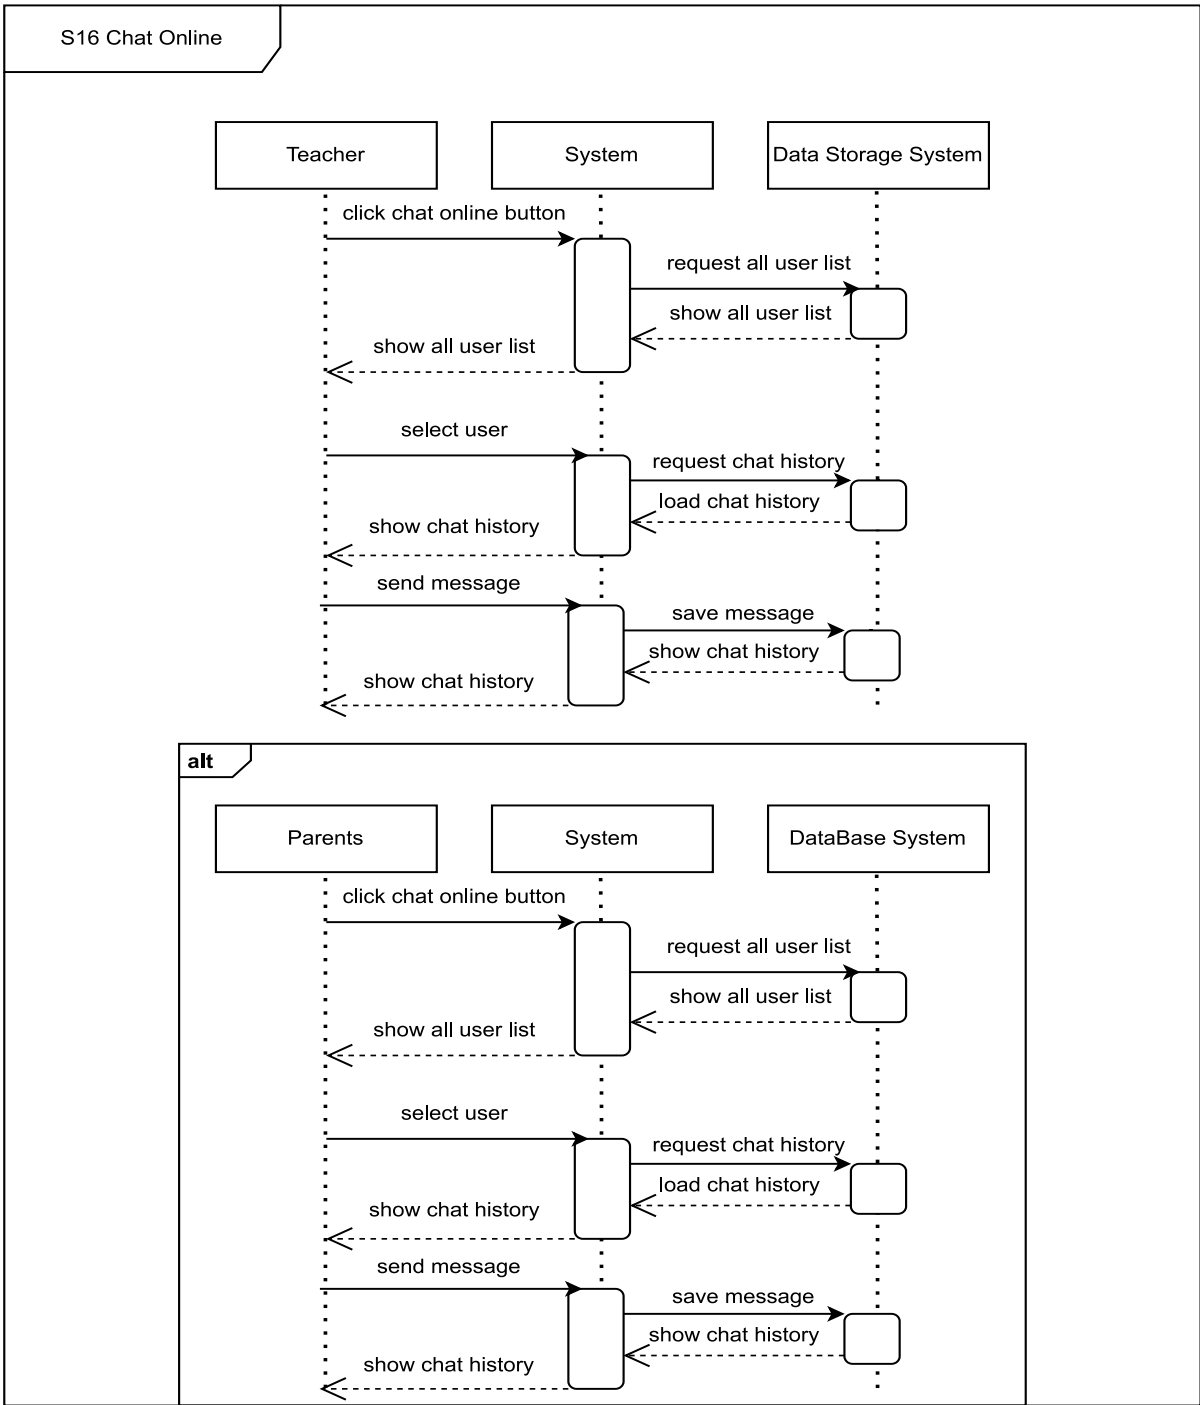 S16 Chat Online
Teacher
System
Data Storage System
click chat online button
request all user list
show all user list
show all user list
select user
request chat history
load chat history
show chat history
send message
save message
show chat history
show chat history
alt
Parents
System
DataBase System
click chat online button
request all user list
show all user list
show all user list
select user
request chat history
load chat history
show chat history
send message
save message
show chat history
show chat history